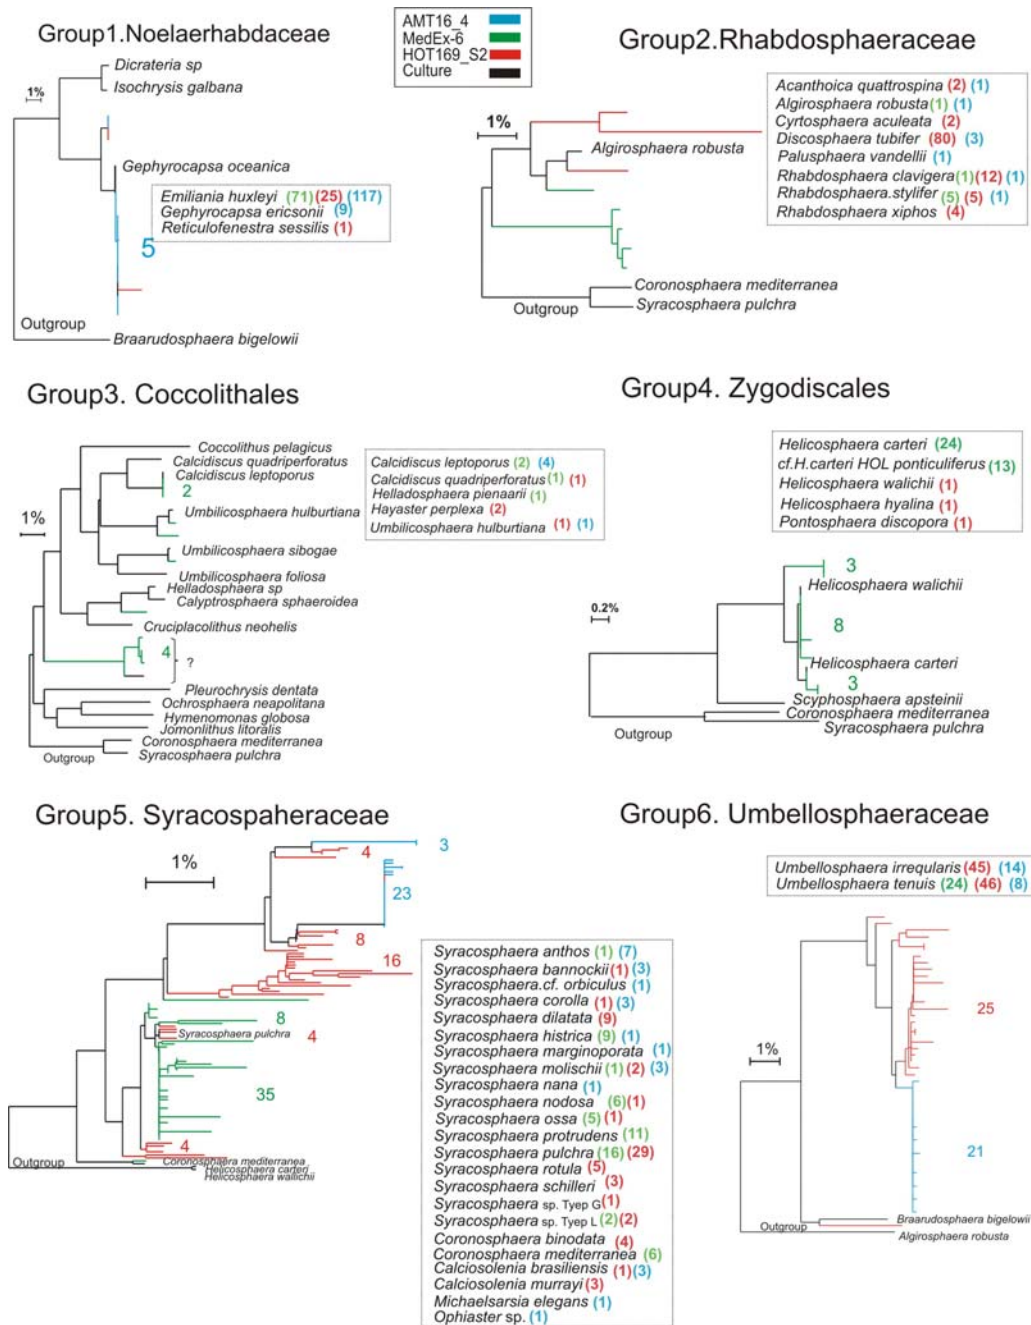 Group1.Noelaerhabdaceae
AMT16_4
MedEx-6
HOT169_S2
Culture
Group2.Rhabdosphaeraceae
1%
Dicrateria sp
Isochrysis galbana
Gephyrocapsa oceanica
Emiliania huxleyi (71)(25)(117)
Gephyrocapsa ericsonii (9)
Reticulofenestra sessilis (1)
5
Outgroup
Braarudosphaera bigelowii
1%
Algirosphaera robusta
Acanthoica quattrospina (2) (1)
Algirosphaera robusta (1) (1)
Cyrtosphaera aculeata (2)
Discosphaera tubifer (80) (3)
Palusphaera vandellii (1)
Rhabdosphaera clavigera (1)(12)(1)
Rhabdosphaera.stylifer (5) (5) (1)
Rhabdosphaera xiphos (4)
Coronosphaera mediterranea
Outgroup
Syracosphaera pulchra
Group3. Coccolithales
1%
Coccolithus pelagicus
Calcidiscus quadriperforatus
Calcidiscus leptoporus
2
Umbilicosphaera hulburtiana
Umbilicosphaera sibogae
Umbilicosphaera foliosa
Helladosphaera sp
Calyptrosphaera sphaeroidea
Cruciplacolithus neohelis
4
?
Pleurochrysis dentata
Ochrosphaera neapolitana
Hymenomonas globosa
Jomonlithus litoralis
Coronosphaera mediterranea
Outgroup
Syracosphaera pulchra
Calcidiscus leptoporus (2) (4)
Calcidiscus quadriperforatus(1) (1)
Helladosphaera pienaarii(1)
Hayaster perplexa (2)
Umbilicosphaera hulburtiana (1) (1)
Group4. Zygodiscales
Helicosphaera carteri (24)
cf.H.carteri HOL ponticuliferus(13)
Helicosphaera walichii (1)
Helicosphaera hyalina (1)
Pontosphaera discopora (1)
0.2%
3
Helicosphaera walichii
8
Helicosphaera carteri
3
Scyphosphaera apsteinii
Coronosphaera mediterranea
Outgroup
Syracosphaera pulchra
Group5. Syracospaheraceae
1%
3
4
23
8
16
8
Syracosphaera pulchra
4
35
4
Outgroup
Coronosphaera mediterranea
Helicosphaera carteri
Helicosphaera wallichii
Syracosphaera anthos (1) (7)
Syracosphaera bannockii(1) (3)
Syracosphaera.cf. orbiculus (1)
Syracosphaera corolla (1) (3)
Syracosphaera dilatata (9)
Syracosphaera histrica (9) (1)
Syracosphaera marginoporata (1)
Syracosphaera molischii (1) (2) (3)
Syracosphaera nana (1)
Syracosphaera nodosa (6)(1)
Syracosphaera ossa (5) (1)
Syracosphaera protrudens (11)
Syracosphaera pulchra (16) (29)
Syracosphaera rotula (5)
Syracosphaera schilleri (3)
Syracosphaera sp. Tyep G(1)
Syracosphaera sp. Tyep L (2)(2)
Coronosphaera binodata (4)
Coronosphaera mediterranea (6)
Calciosolenia brasiliensis (1)(3)
Calciosolenia murrayi (3)
Michaelsarsia elegans (1)
Ophiaster sp. (1)
Group6. Umbellosphaeraceae
Umbellosphaera irreqularis (45) (14)
Umbellosphaera tenuis (24) (46) (8)
1%
25
21
Braarudosphaera bigelowii
Outgroup
Algirosphaera robusta